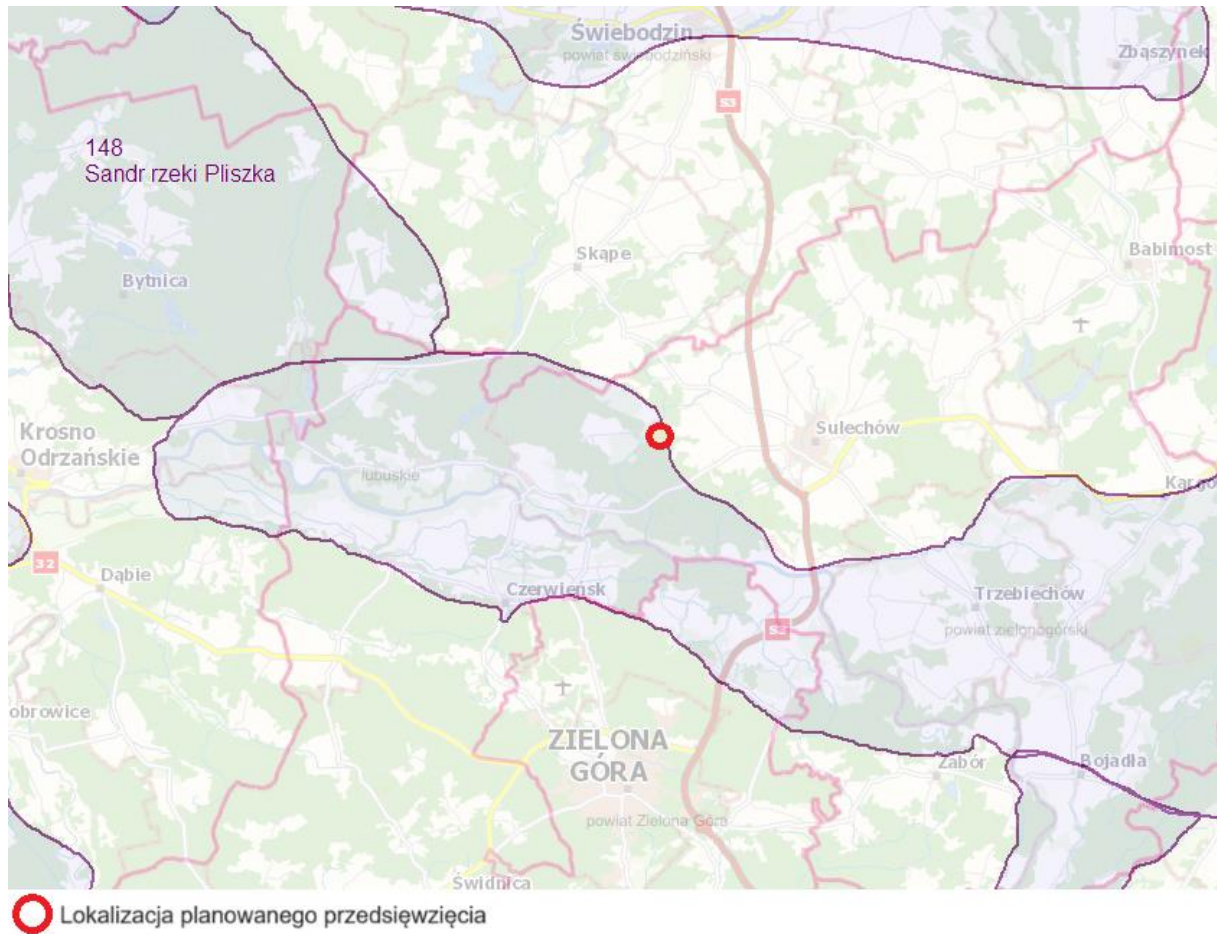 Świebodzin
powiat świebodziński
Zbąszynek
S3
148
Sandr rzeki Pliszka
Skąpe
Babimost
Bytnica
Krosno
Odrzańskie
Sulechów
lubuskie
Kargo
32
Dąbie
Czerwieńsk
Trzebiechów
powiat zielonogórski
S3
obrowice
ZIELONA
GÓRA
Zabór
Bojadła
powiat Zielona Góra
Świdnica
Lokalizacja planowanego przedsięwzięcia